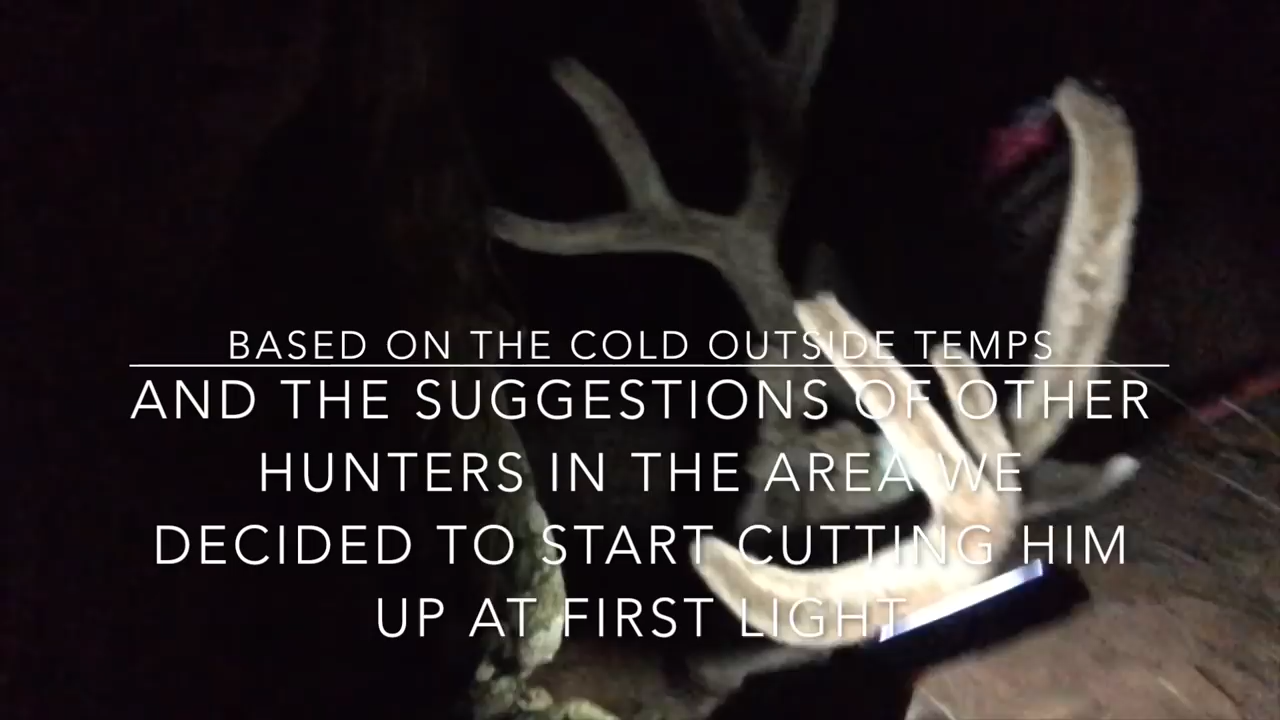 BASED ON THE COLD OUTSIDE TEMPS
AND THE SUGGESTIONS OF OTHER
HUNTERS IN THE AREA WE
DECIDED TO START CUTTING HIM
UP AT FIRST LIGHT